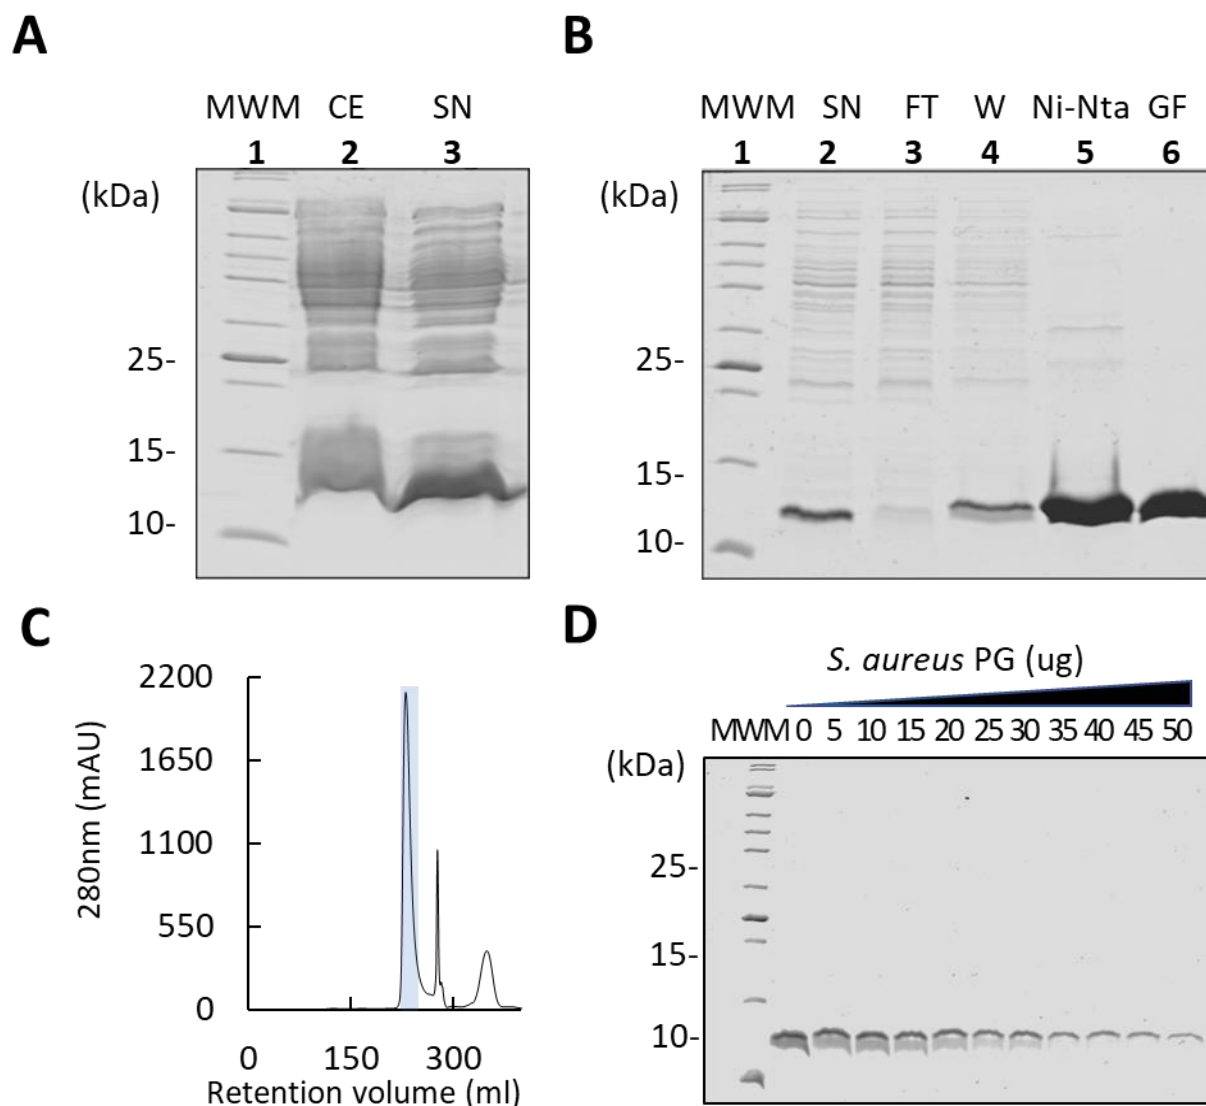 A
MWM CE SN
1 2 3
(kDa)
25-
15-
10-
B
MWM SN FT W Ni-Nta GF
1 2 3 4 5 6
(kDa)
25-
15-
10-
C
2200
1650
1100
550
0
280nm (mAU)
0 150 300
Retention volume (ml)
D
S. aureus PG (ug)
MWM 0 5 10 15 20 25 30 35 40 45 50
(kDa)
25-
15-
10-